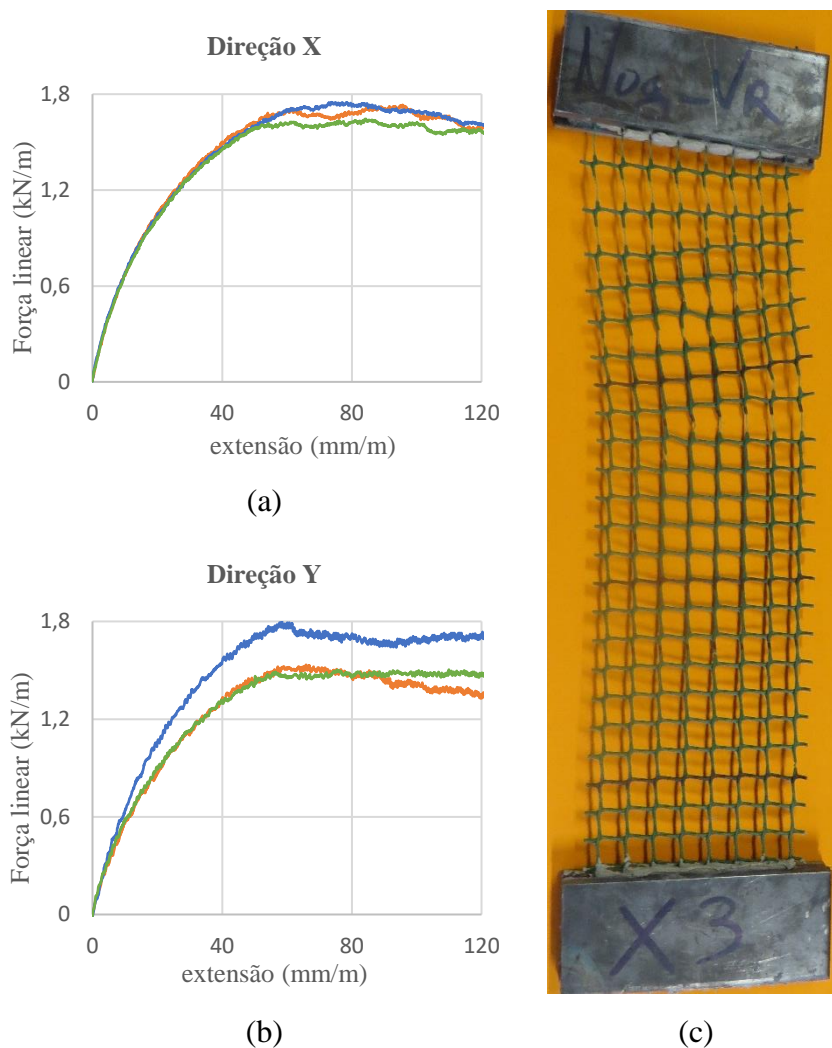 Direção X
Força linear (kN/m)
1,8
1,2
0,6
0
0 40 80 120
extensão (mm/m)
(a)
Direção Y
Força linear (kN/m)
1,8
1,2
0,6
0
0 40 80 120
extensão (mm/m)
(b)
X3
(c)